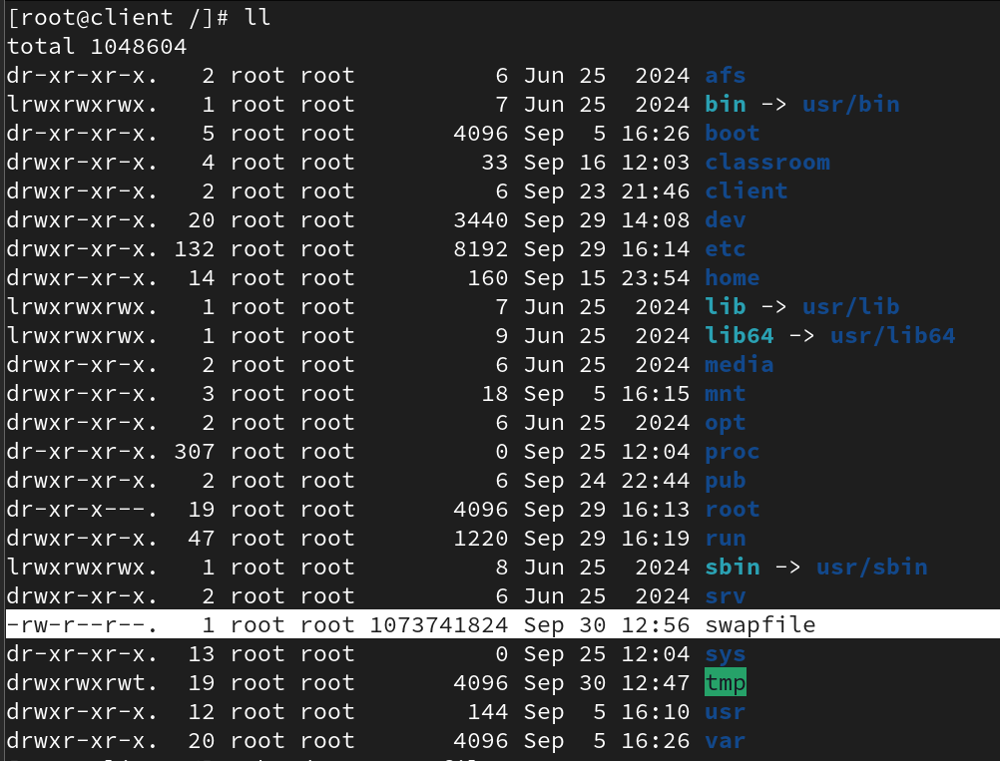 [root@client /]# ll
total 1048604
dr-xr-xr-x.   2 root root          6 Jun 25  2024 afs
lrwxrwxrwx.   1 root root          7 Jun 25  2024 bin -> usr/bin
dr-xr-xr-x.   5 root root       4096 Sep  5 16:26 boot
drwxr-xr-x.   4 root root         33 Sep 16 12:03 classroom
drwxr-xr-x.   2 root root          6 Sep 23 21:46 client
drwxr-xr-x.  20 root root       3440 Sep 29 14:08 dev
drwxr-xr-x. 132 root root       8192 Sep 29 16:14 etc
drwxr-xr-x.  14 root root        160 Sep 15 23:54 home
lrwxrwxrwx.   1 root root          7 Jun 25  2024 lib -> usr/lib
lrwxrwxrwx.   1 root root          9 Jun 25  2024 lib64 -> usr/lib64
drwxr-xr-x.   2 root root          6 Jun 25  2024 media
drwxr-xr-x.   3 root root         18 Sep  5 16:15 mnt
drwxr-xr-x.   2 root root          6 Jun 25  2024 opt
dr-xr-xr-x. 307 root root          0 Sep 25 12:04 proc
drwxr-xr-x.   2 root root          6 Sep 24 22:44 pub
dr-xr-x---.  19 root root       4096 Sep 29 16:13 root
drwxr-xr-x.  47 root root       1220 Sep 29 16:19 run
lrwxrwxrwx.   1 root root          8 Jun 25  2024 sbin -> usr/sbin
drwxr-xr-x.   2 root root          6 Jun 25  2024 srv
-rw-r--r--.   1 root root 1073741824 Sep 30 12:56 swapfile
dr-xr-xr-x.  13 root root          0 Sep 25 12:04 sys
drwxrwxrwt.  19 root root       4096 Sep 30 12:47 tmp
drwxr-xr-x.  12 root root        144 Sep  5 16:10 usr
drwxr-xr-x.  20 root root       4096 Sep  5 16:26 var